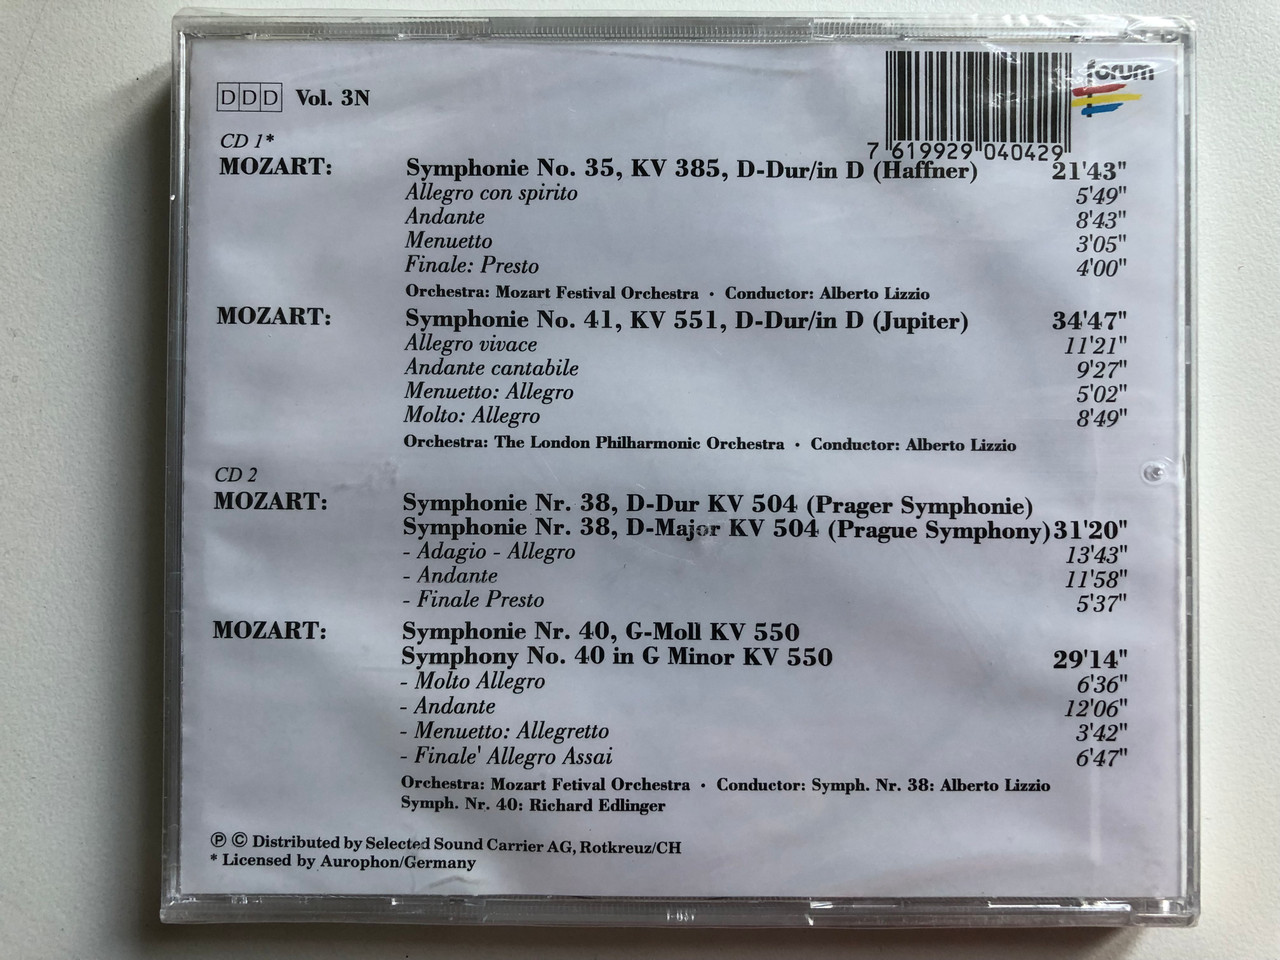 DDD Vol. 3N
forum
7 619929 040429
CD 1*
MOZART: Symphonie No. 35, KV 385, D-Dur/in D (Haffner) 21'43"
Allegro con spirito 5'49"
Andante 8'43"
Menuetto 3'05"
Finale: Presto 4'00"
Orchestra: Mozart Festival Orchestra · Conductor: Alberto Lizzio
MOZART: Symphonie No. 41, KV 551, D-Dur/in D (Jupiter) 34'47"
Allegro vivace 11'21"
Andante cantabile 9'27"
Menuetto: Allegro 5'02"
Molto: Allegro 8'49"
Orchestra: The London Philharmonic Orchestra · Conductor: Alberto Lizzio
CD 2
MOZART: Symphonie Nr. 38, D-Dur KV 504 (Prager Symphonie)
Symphonie Nr. 38, D-Major KV 504 (Prague Symphony) 31'20"
- Adagio - Allegro 13'43"
- Andante 11'58"
- Finale Presto 5'37"
MOZART: Symphonie Nr. 40, G-Moll KV 550
Symphony No. 40 in G Minor KV 550 29'14"
- Molto Allegro 6'36"
- Andante 12'06"
- Menuetto: Allegretto 3'42"
- Finale' Allegro Assai 6'47"
Orchestra: Mozart Fetival Orchestra · Conductor: Symph. Nr. 38: Alberto Lizzio
Symph. Nr. 40: Richard Edlinger
℗ © Distributed by Selected Sound Carrier AG, Rotkreuz/CH
* Licensed by Aurophon/Germany